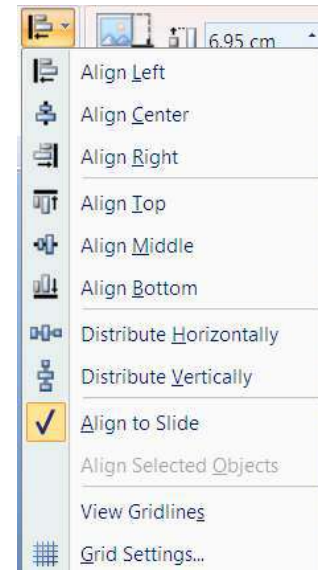 6.95 cm
Align Left
Align Center
Align Right
Align Top
Align Middle
Align Bottom
Distribute Horizontally
Distribute Vertically
Align to Slide
Align Selected Objects
View Gridlines
Grid Settings...